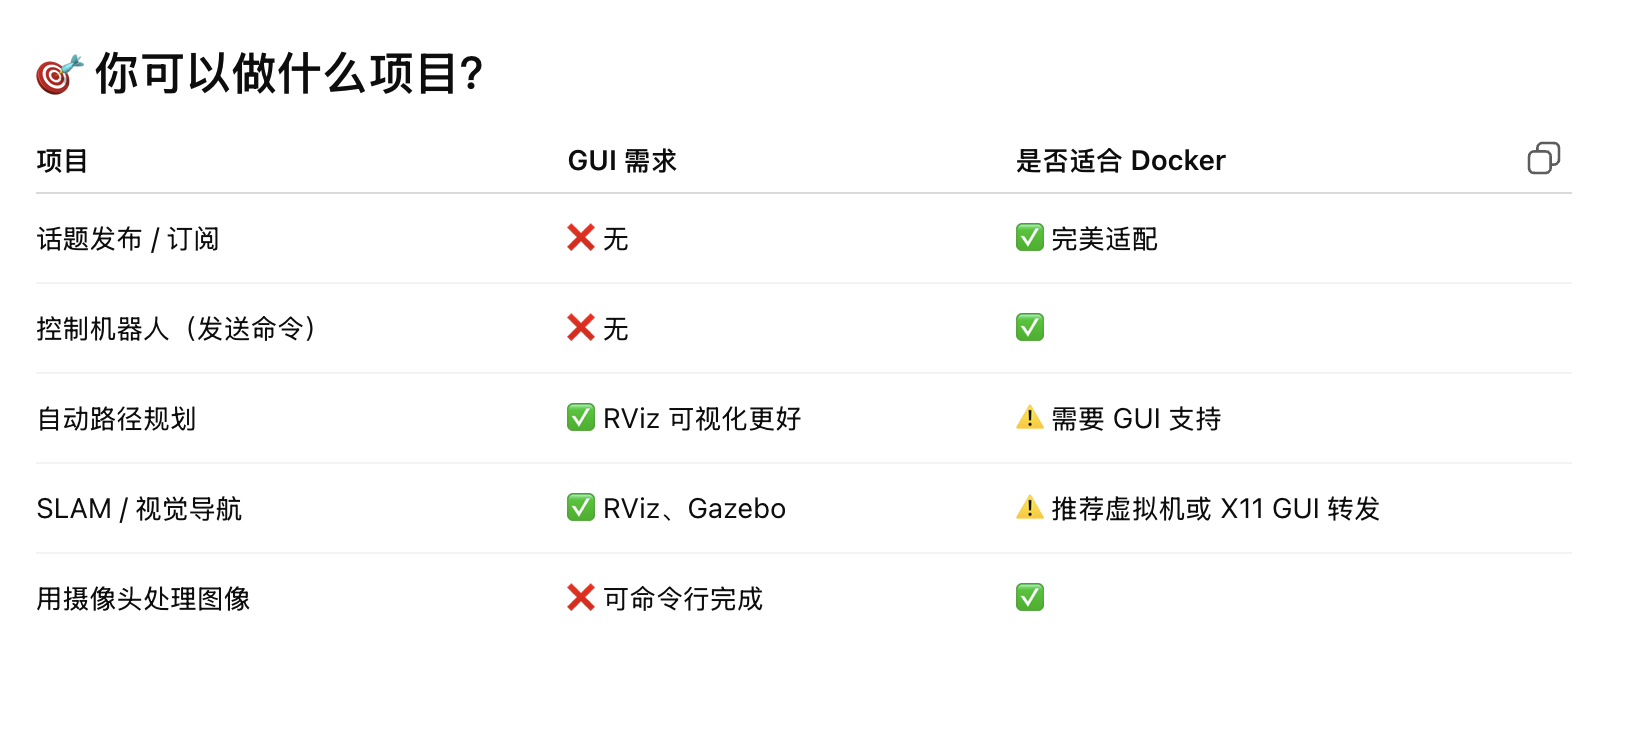 🎯 你可以做什么项目?
项目 GUI 需求 是否适合 Docker
话题发布 / 订阅 ❌ 无 ✅ 完美适配
控制机器人（发送命令） ❌ 无 ✅
自动路径规划 ✅ RViz 可视化更好 ⚠️ 需要 GUI 支持
SLAM / 视觉导航 ✅ RViz、Gazebo ⚠️ 推荐虚拟机或 X11 GUI 转发
用摄像头处理图像 ❌ 可命令行完成 ✅